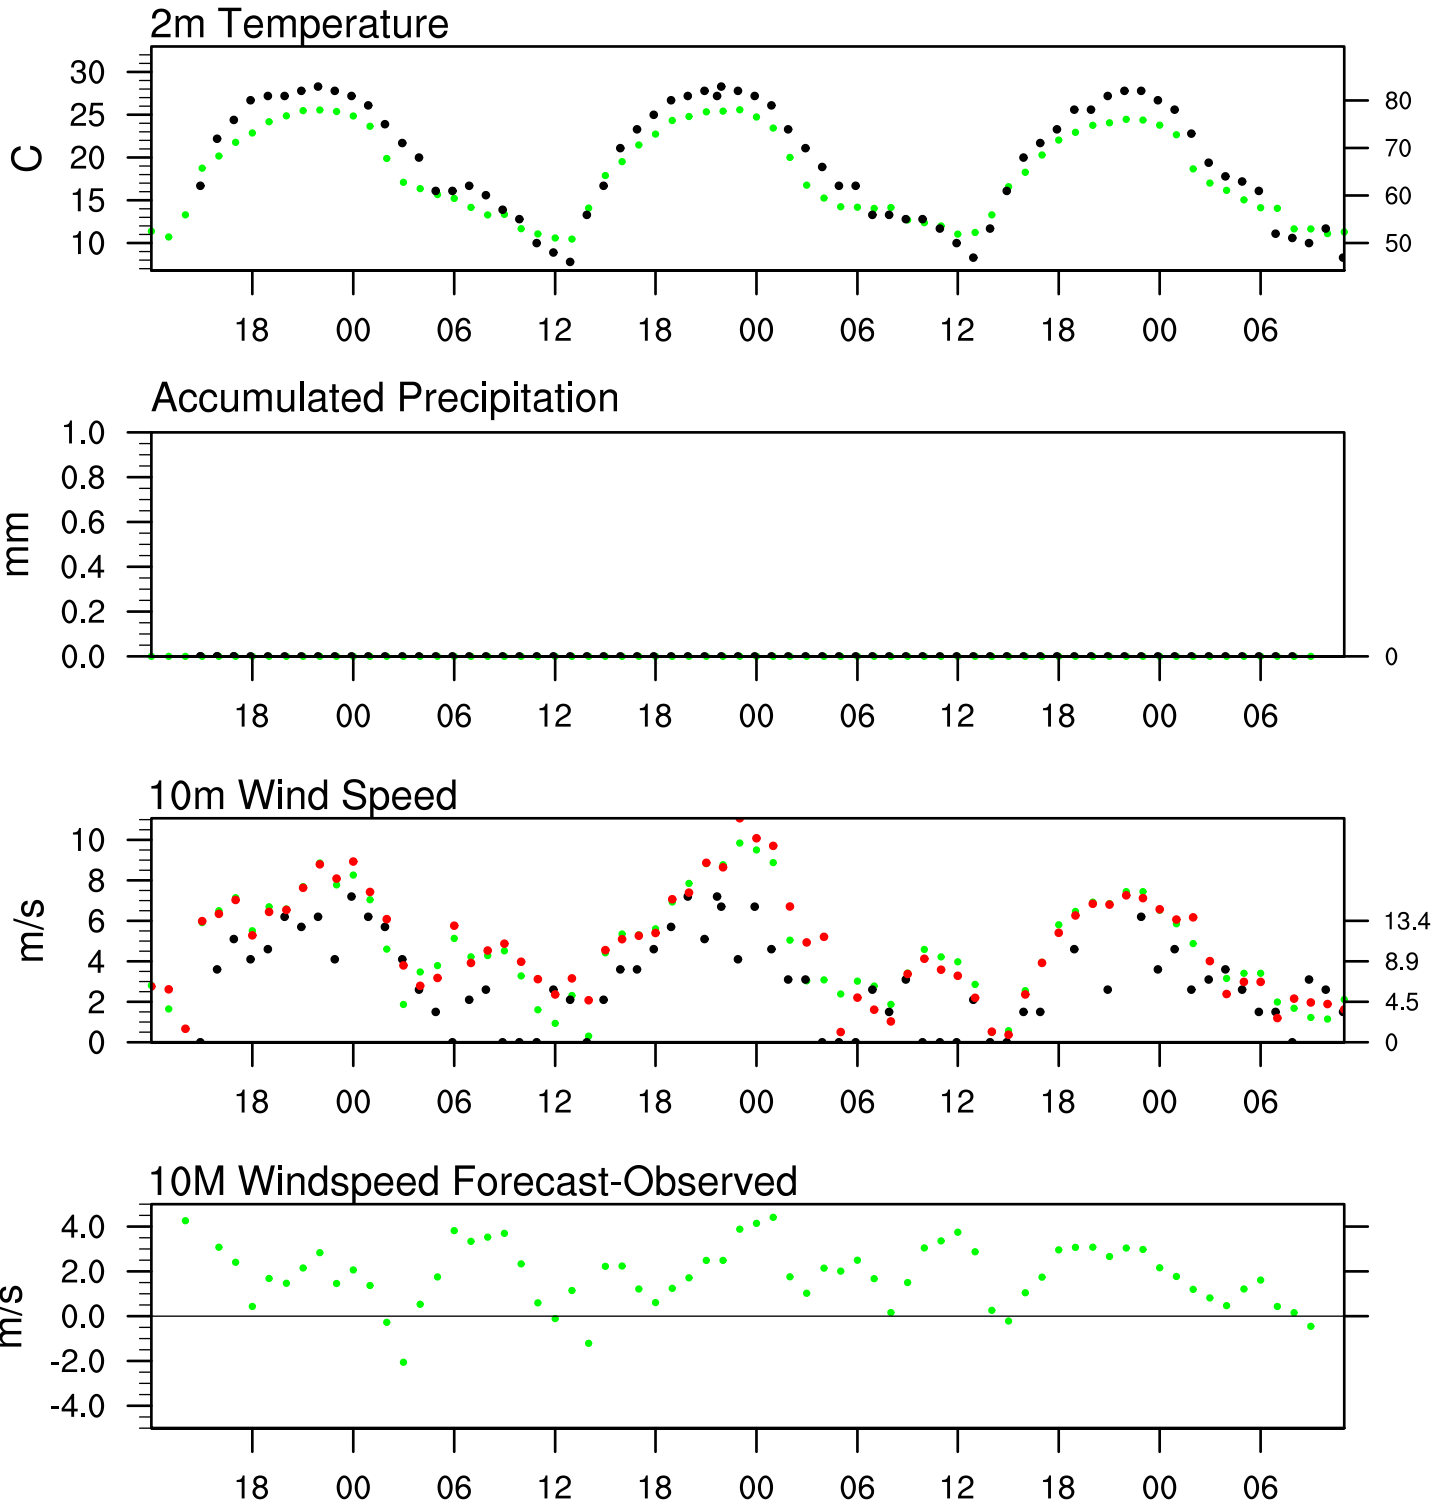 2m Temperature
30
25
20
15
10
C
80
70
60
50
18 00 06 12 18 00 06 12 18 00 06
Accumulated Precipitation
1.0
0.8
0.6
0.4
0.2
0.0
mm
0
18 00 06 12 18 00 06 12 18 00 06
10m Wind Speed
10
8
6
4
2
0
m/s
13.4
8.9
4.5
0
18 00 06 12 18 00 06 12 18 00 06
10M Windspeed Forecast-Observed
4.0
2.0
0.0
-2.0
-4.0
m/s
18 00 06 12 18 00 06 12 18 00 06